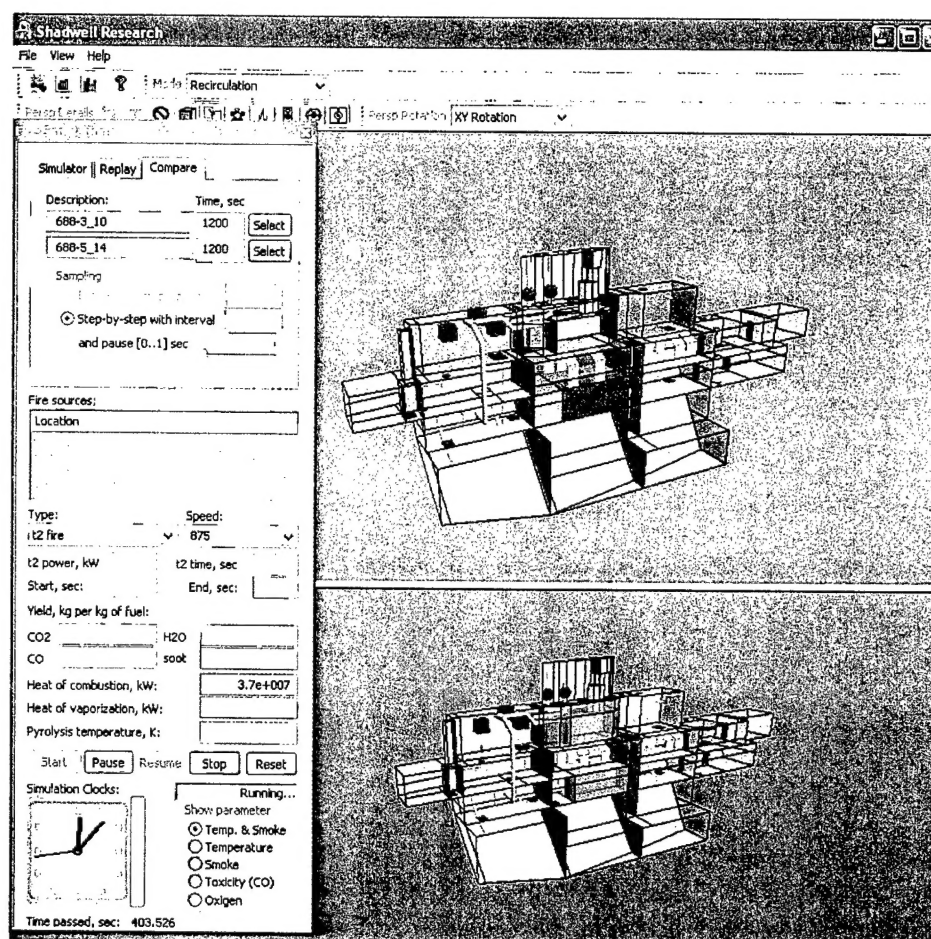 Shadwell Research
File View Help
Mode Recirculation
Persp Rotation XY Rotation
Simulator Replay Compare
Description: Time, sec
688-3_10 1200 Select
688-5_14 1200 Select
Sampling
Step-by-step with interval
and pause [0..1] sec
Fire sources:
Location
Type: Speed:
t2 fire 875
t2 power, kW t2 time, sec
Start, sec: End, sec:
Yield, kg per kg of fuel:
CO2 H2O
CO soot
Heat of combustion, kW: 3.7e+007
Heat of vaporization, kW:
Pyrolysis temperature, K:
Start Pause Resume Stop Reset
Simulation Clocks: Running...
Show parameter
Temp. & Smoke
Temperature
Smoke
Toxicity (CO)
Oxigen
Time passed, sec: 403.526